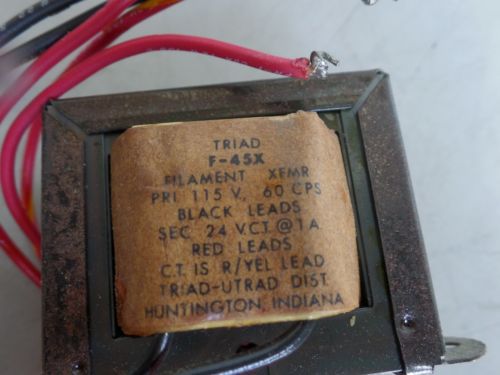 TRIAD
F-45X
FILAMENT XFMR
PRI 115 V, 60 CPS
BLACK LEADS
SEC 24 V.C.T. @ 1 A
RED LEADS
C.T. IS R/YEL LEAD
TRIAD-UTRAD DIST.
HUNTINGTON, INDIANA